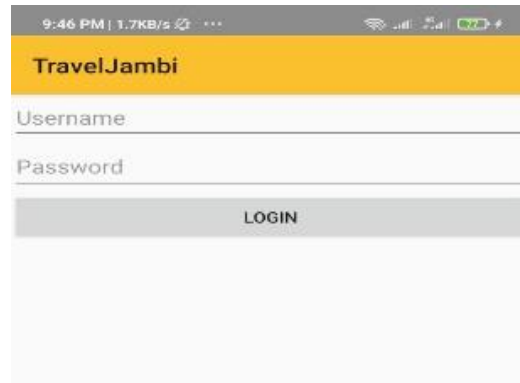 9:46 PM | 1.7KB/s
TravelJambi
Username
Password
LOGIN